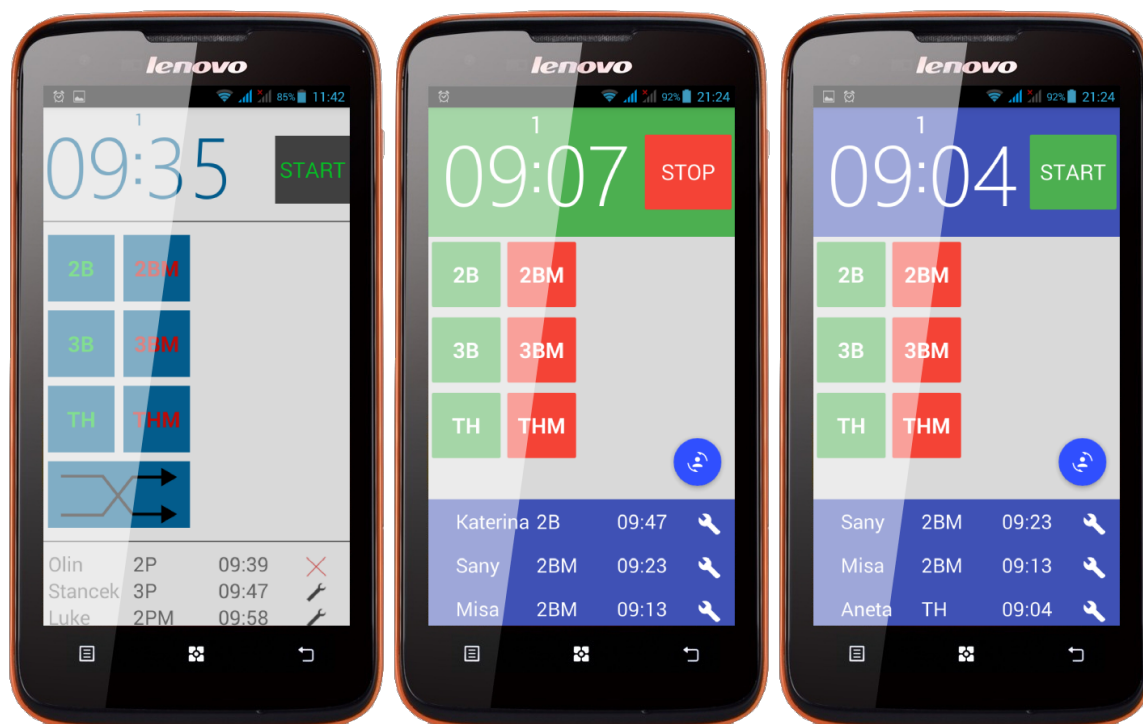 lenovo
85% 11:42
1
09:35
START
2B 2BM
3B 3BM
TH THM
Olin 2P 09:39
Stancek 3P 09:47
Luke 2PM 09:58
lenovo
92% 21:24
1
09:07
STOP
2B 2BM
3B 3BM
TH THM
Katerina 2B 09:47
Sany 2BM 09:23
Misa 2BM 09:13
lenovo
92% 21:24
1
09:04
START
2B 2BM
3B 3BM
TH THM
Sany 2BM 09:23
Misa 2BM 09:13
Aneta TH 09:04